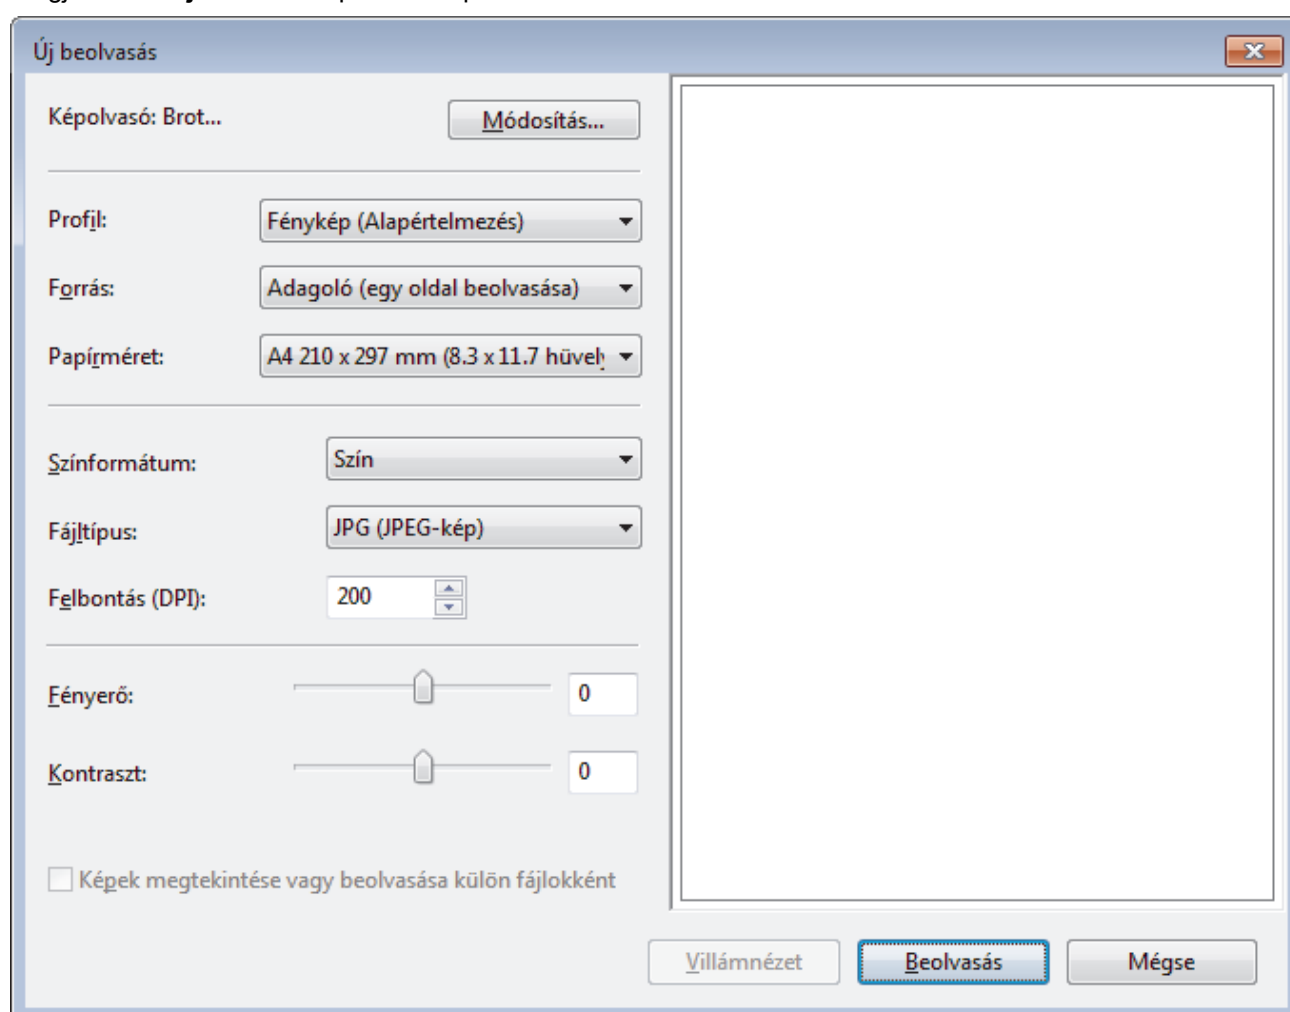 Új beolvasás
Képolvasó: Brot... Módosítás...
Profil: Fénykép (Alapértelmezés)
Forrás: Adagoló (egy oldal beolvasása)
Papírméret: A4 210 x 297 mm (8.3 x 11.7 hüvely
Színformátum: Szín
Fájltípus: JPG (JPEG-kép)
Felbontás (DPI): 200
Fényerő: 0
Kontraszt: 0
Képek megtekintése vagy beolvasása külön fájlokként
Villámnézet Beolvasás Mégse